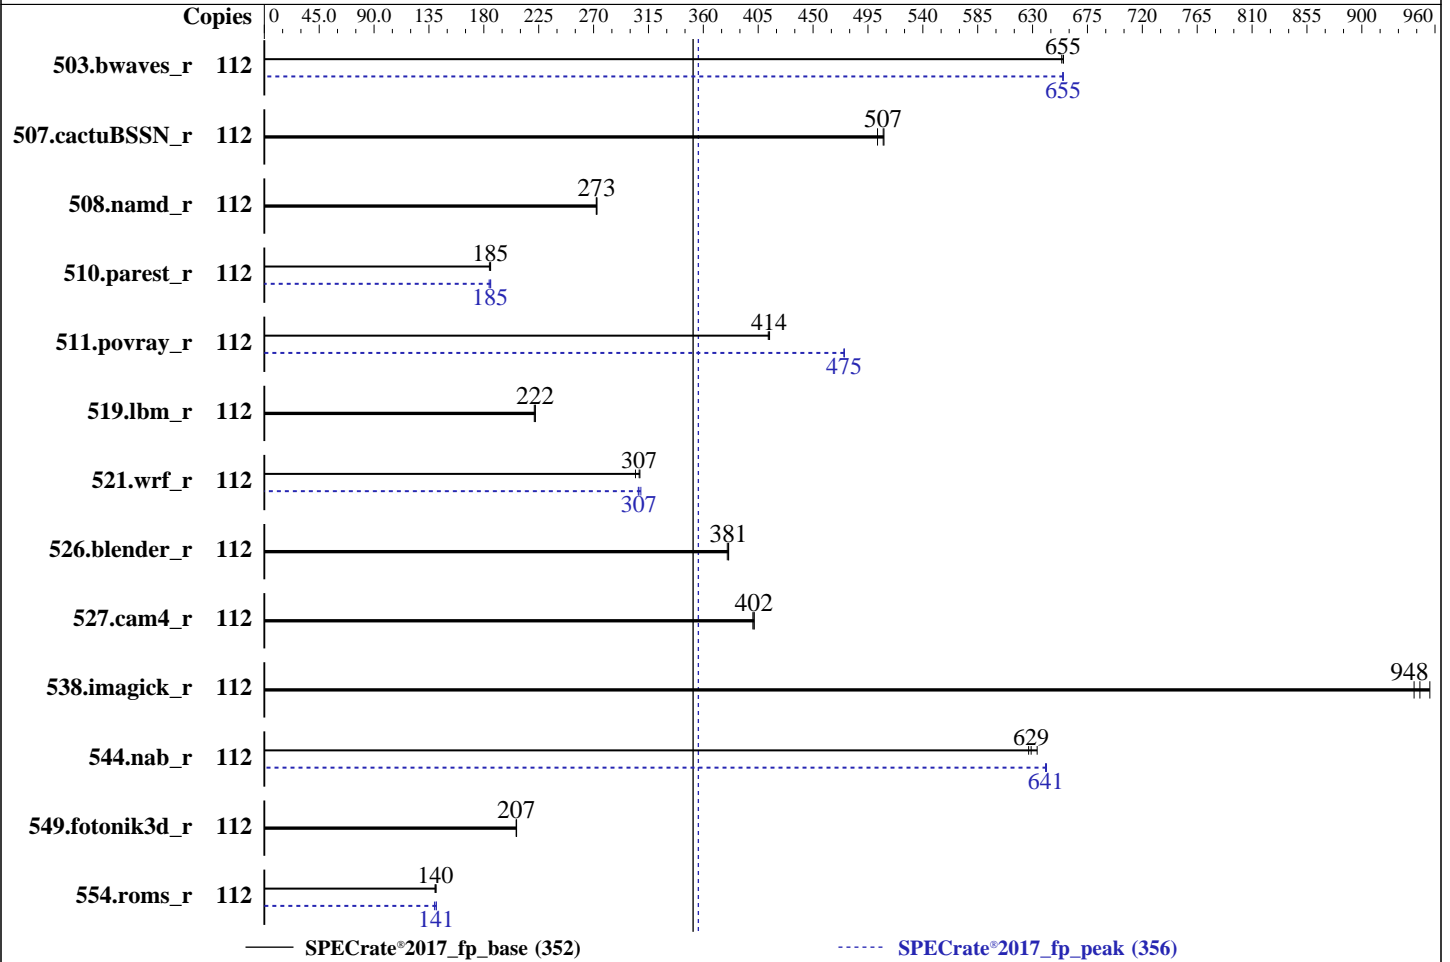 Copies 0 45.0 90.0 135 180 225 270 315 360 405 450 495 540 585 630 675 720 765 810 855 900 960
503.bwaves_r 112 655
655
507.cactuBSSN_r 112 507
508.namd_r 112 273
510.parest_r 112 185
185
511.povray_r 112 414
475
519.lbm_r 112 222
521.wrf_r 112 307
307
526.blender_r 112 381
527.cam4_r 112 402
538.imagick_r 112 948
544.nab_r 112 629
641
549.fotonik3d_r 112 207
554.roms_r 112 140
141
SPECrate®2017_fp_base (352) SPECrate®2017_fp_peak (356)